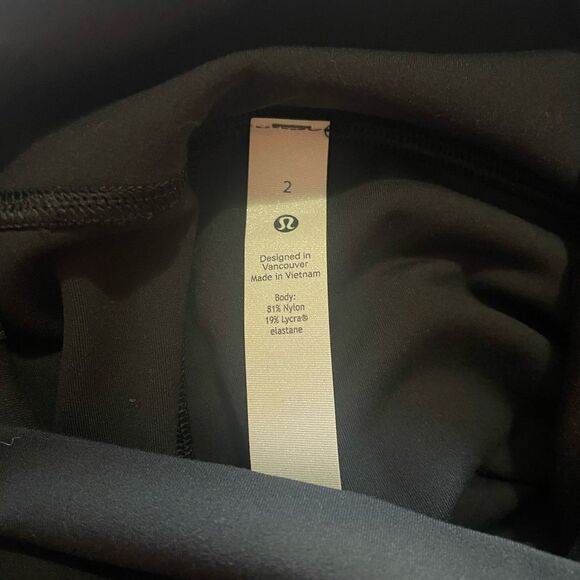 2
Designed in
Vancouver
Made in Vietnam
Body:
81% Nylon
19% Lycra®
elastane